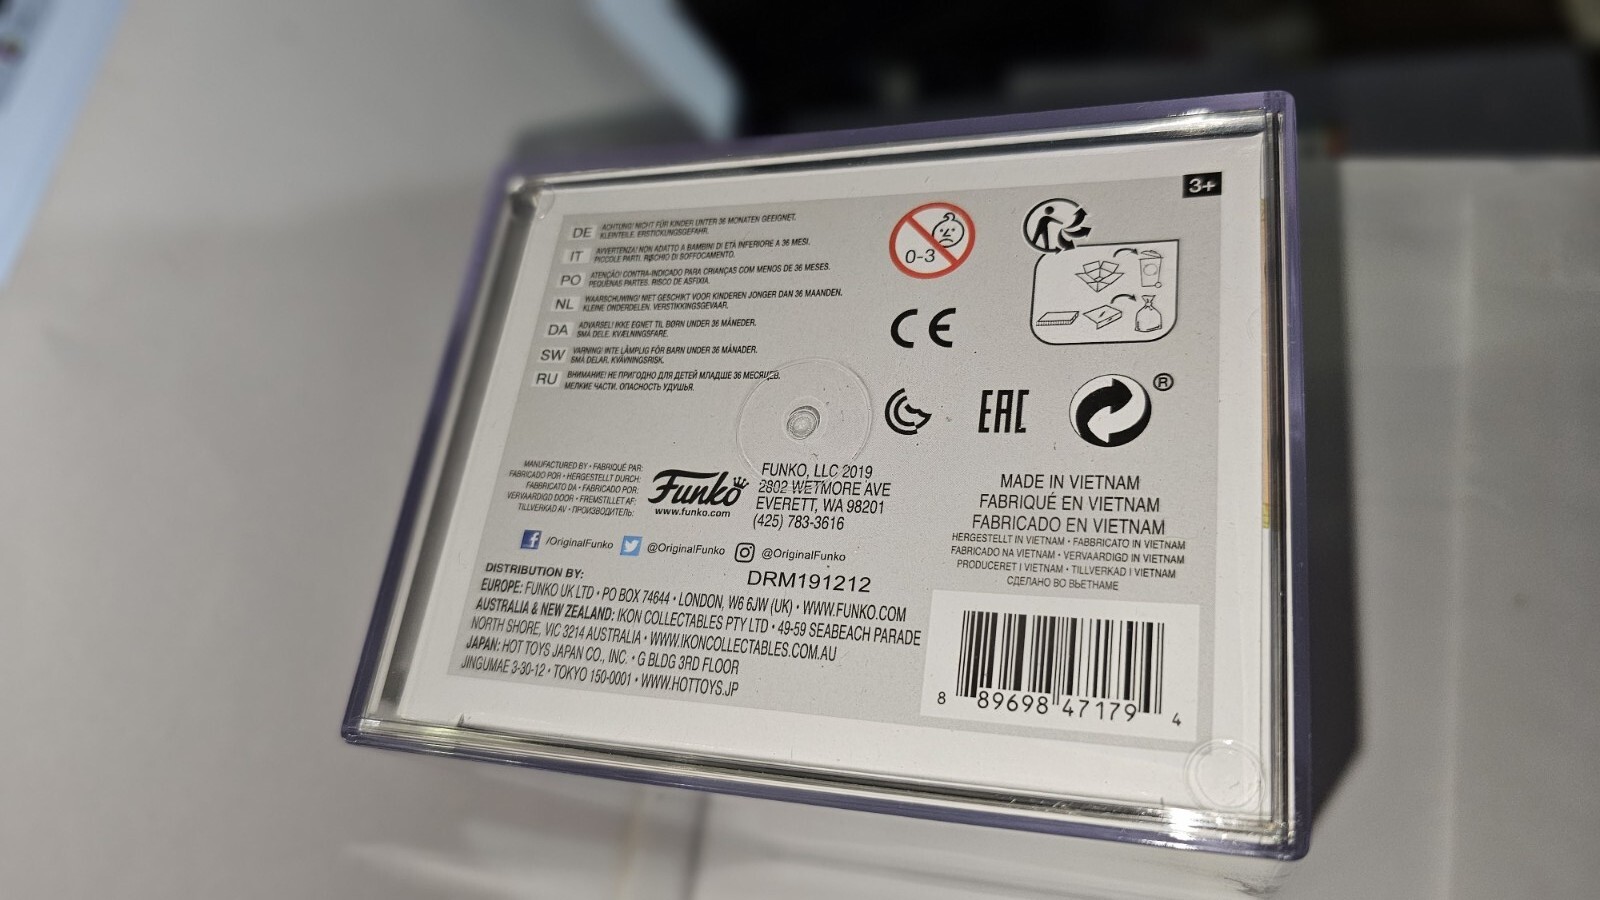 3+
DE ACHTUNG! NICHT FÜR KINDER UNTER 36 MONATEN GEEIGNET.
KLEINTEILE. ERSTICKUNGSGEFAHR.
IT AVVERTENZA! NON ADATTO A BAMBINI DI ETÀ INFERIORE A 36 MESI.
PICCOLE PARTI. RISCHIO DI SOFFOCAMENTO.
PO ATENÇÃO! CONTRA-INDICADO PARA CRIANÇAS COM MENOS DE 36 MESES.
PEQUENAS PARTES. RISCO DE ASFIXIA.
NL WAARSCHUWING! NIET GESCHIKT VOOR KINDEREN JONGER DAN 36 MAANDEN.
KLEINE ONDERDELEN. VERSTIKKINGSGEVAAR.
DA ADVARSEL! IKKE EGNET TIL BØRN UNDER 36 MÅNEDER.
SMÅ DELE. KVÆLNINGSFARE.
SW VARNING! INTE LÄMPLIG FÖR BARN UNDER 36 MÅNADER.
SMÅ DELAR. KVÄVNINGSRISK.
RU ВНИМАНИЕ! НЕ ПРИГОДНО ДЛЯ ДЕТЕЙ МЛАДШЕ 36 МЕСЯЦЕВ.
МЕЛКИЕ ЧАСТИ. ОПАСНОСТЬ УДУШЬЯ.
0-3
CE
EAC
®
MANUFACTURED BY • FABRIQUÉ PAR:
FABRICADO POR • HERGESTELLT DURCH:
FABBRICATO DA • FABRICADO POR:
VERVAARDIGD DOOR • FREMSTILLET AF:
TILLVERKAD AV • ПРОИЗВОДИТЕЛЬ:
Funko
www.funko.com
FUNKO, LLC 2019
2802 WETMORE AVE
EVERETT, WA 98201
(425) 783-3616
f /OriginalFunko @OriginalFunko @OriginalFunko
DRM191212
DISTRIBUTION BY:
EUROPE: FUNKO UK LTD • PO BOX 74644 • LONDON, W6 6JW (UK) • WWW.FUNKO.COM
AUSTRALIA & NEW ZEALAND: IKON COLLECTABLES PTY LTD • 49-59 SEABEACH PARADE
NORTH SHORE, VIC 3214 AUSTRALIA • WWW.IKONCOLLECTABLES.COM.AU
JAPAN: HOT TOYS JAPAN CO., INC. • G BLDG 3RD FLOOR
JINGUMAE 3-30-12 • TOKYO 150-0001 • WWW.HOTTOYS.JP
MADE IN VIETNAM
FABRIQUÉ EN VIETNAM
FABRICADO EN VIETNAM
HERGESTELLT IN VIETNAM • FABBRICATO IN VIETNAM
FABRICADO NA VIETNAM • VERVAARDIGD IN VIETNAM
PRODUCERET I VIETNAM • TILLVERKAD I VIETNAM
СДЕЛАНО ВО ВЬЕТНАМЕ
8 89698 47179 4